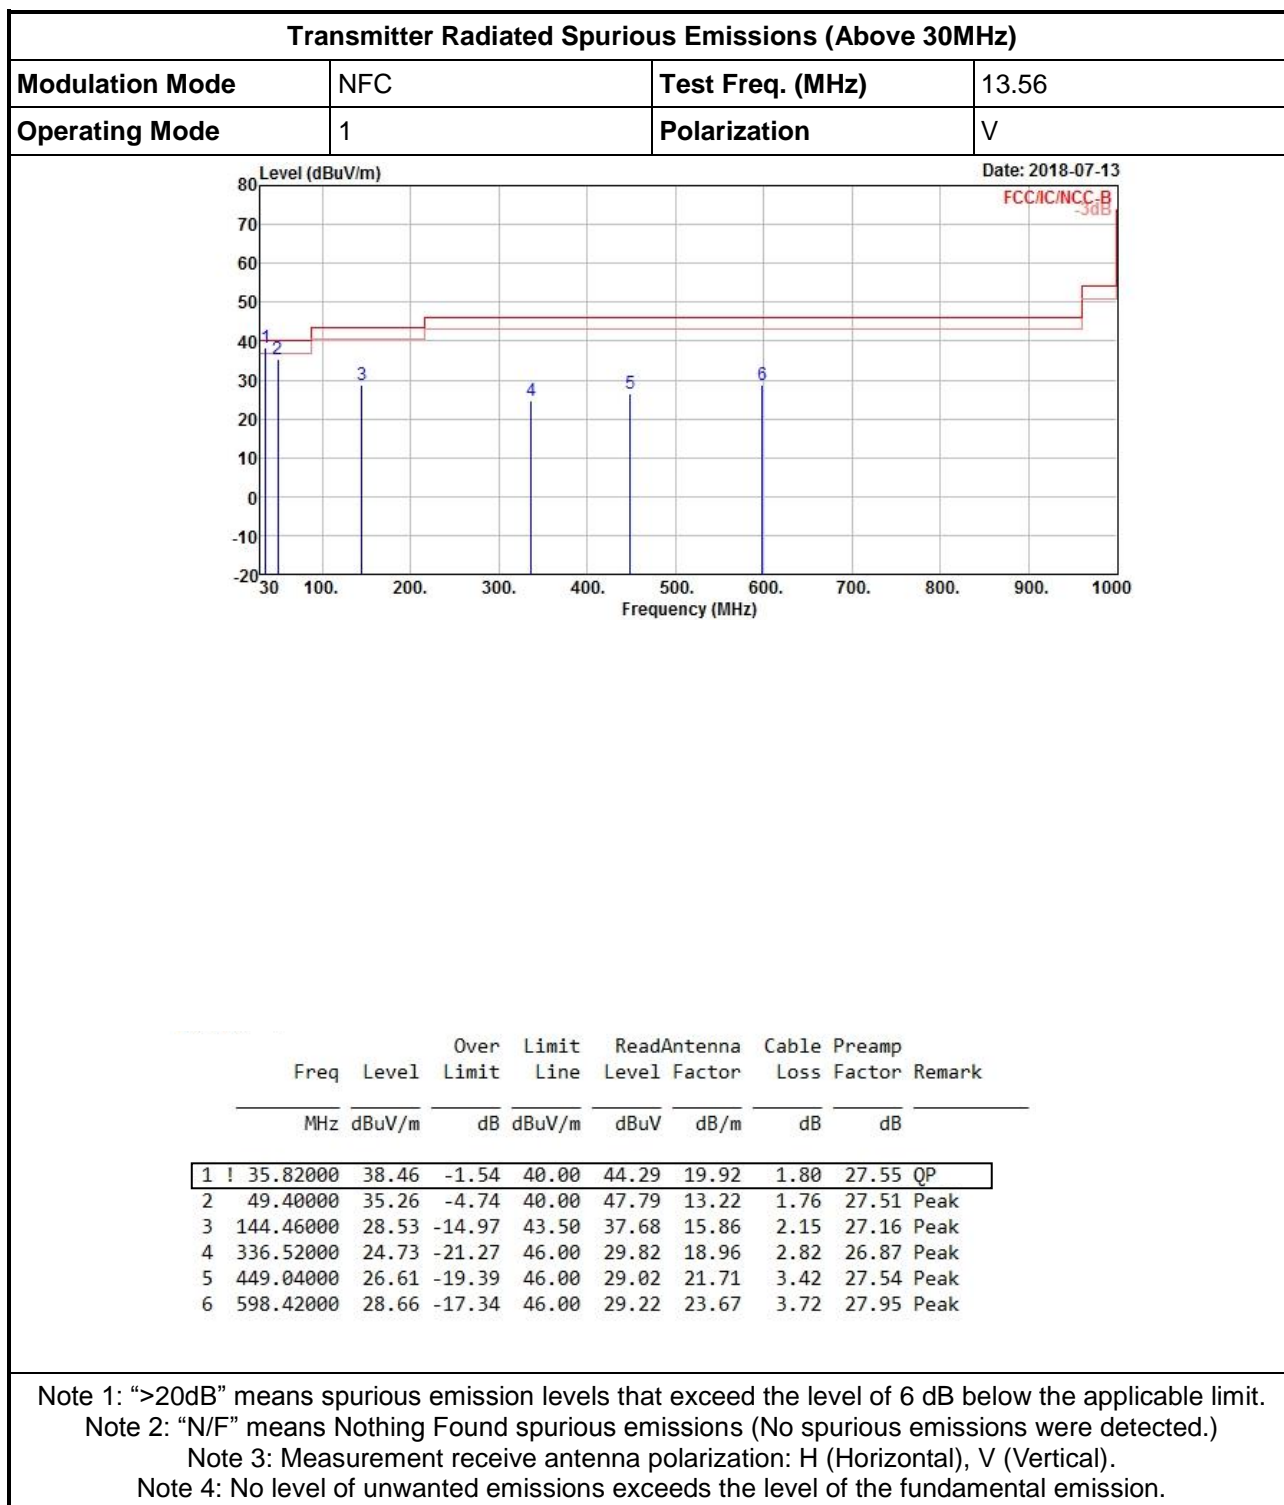 Transmitter Radiated Spurious Emissions (Above 30MHz)
Modulation Mode NFC Test Freq. (MHz) 13.56
Operating Mode 1 Polarization V
Level (dBuV/m) Date: 2018-07-13
FCC/IC/NCC-B
-3dB
80
70
60
50
40
30
20
10
0
-10
-20
1
2
3
4
5
6
30 100. 200. 300. 400. 500. 600. 700. 800. 900. 1000
Frequency (MHz)
Over Limit ReadAntenna Cable Preamp
Freq Level Limit Line Level Factor Loss Factor Remark
MHz dBuV/m dB dBuV/m dBuV dB/m dB dB
1 ! 35.82000 38.46 -1.54 40.00 44.29 19.92 1.80 27.55 QP
2 49.40000 35.26 -4.74 40.00 47.79 13.22 1.76 27.51 Peak
3 144.46000 28.53 -14.97 43.50 37.68 15.86 2.15 27.16 Peak
4 336.52000 24.73 -21.27 46.00 29.82 18.96 2.82 26.87 Peak
5 449.04000 26.61 -19.39 46.00 29.02 21.71 3.42 27.54 Peak
6 598.42000 28.66 -17.34 46.00 29.22 23.67 3.72 27.95 Peak
Note 1: “>20dB” means spurious emission levels that exceed the level of 6 dB below the applicable limit.
Note 2: “N/F” means Nothing Found spurious emissions (No spurious emissions were detected.)
Note 3: Measurement receive antenna polarization: H (Horizontal), V (Vertical).
Note 4: No level of unwanted emissions exceeds the level of the fundamental emission.